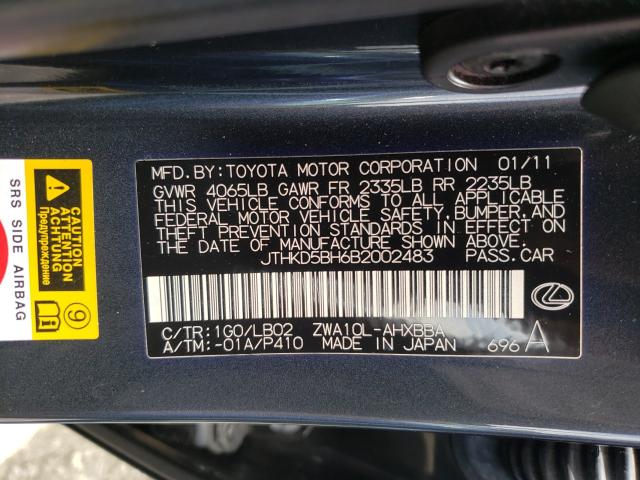 MFD.BY:TOYOTA MOTOR CORPORATION 01/11
GVWR 4065LB GAWR FR 2335LB RR 2235LB
THIS VEHICLE CONFORMS TO ALL APPLICABLE
FEDERAL MOTOR VEHICLE SAFETY,BUMPER,AND
THEFT PREVENTION STANDARDS IN EFFECT ON
THE DATE OF MANUFACTURE SHOWN ABOVE.
JTHKD5BH6B2002483 PASS.CAR
C/TR:1G0/LB02 ZWA10L-AHXBBA
A/TM:-01A/P410 MADE IN JAPAN 696 A
SRS SIDE AIRBAG
CAUTION
ATTENTION
ACHTUNG
ВНИМАНИЕ
9